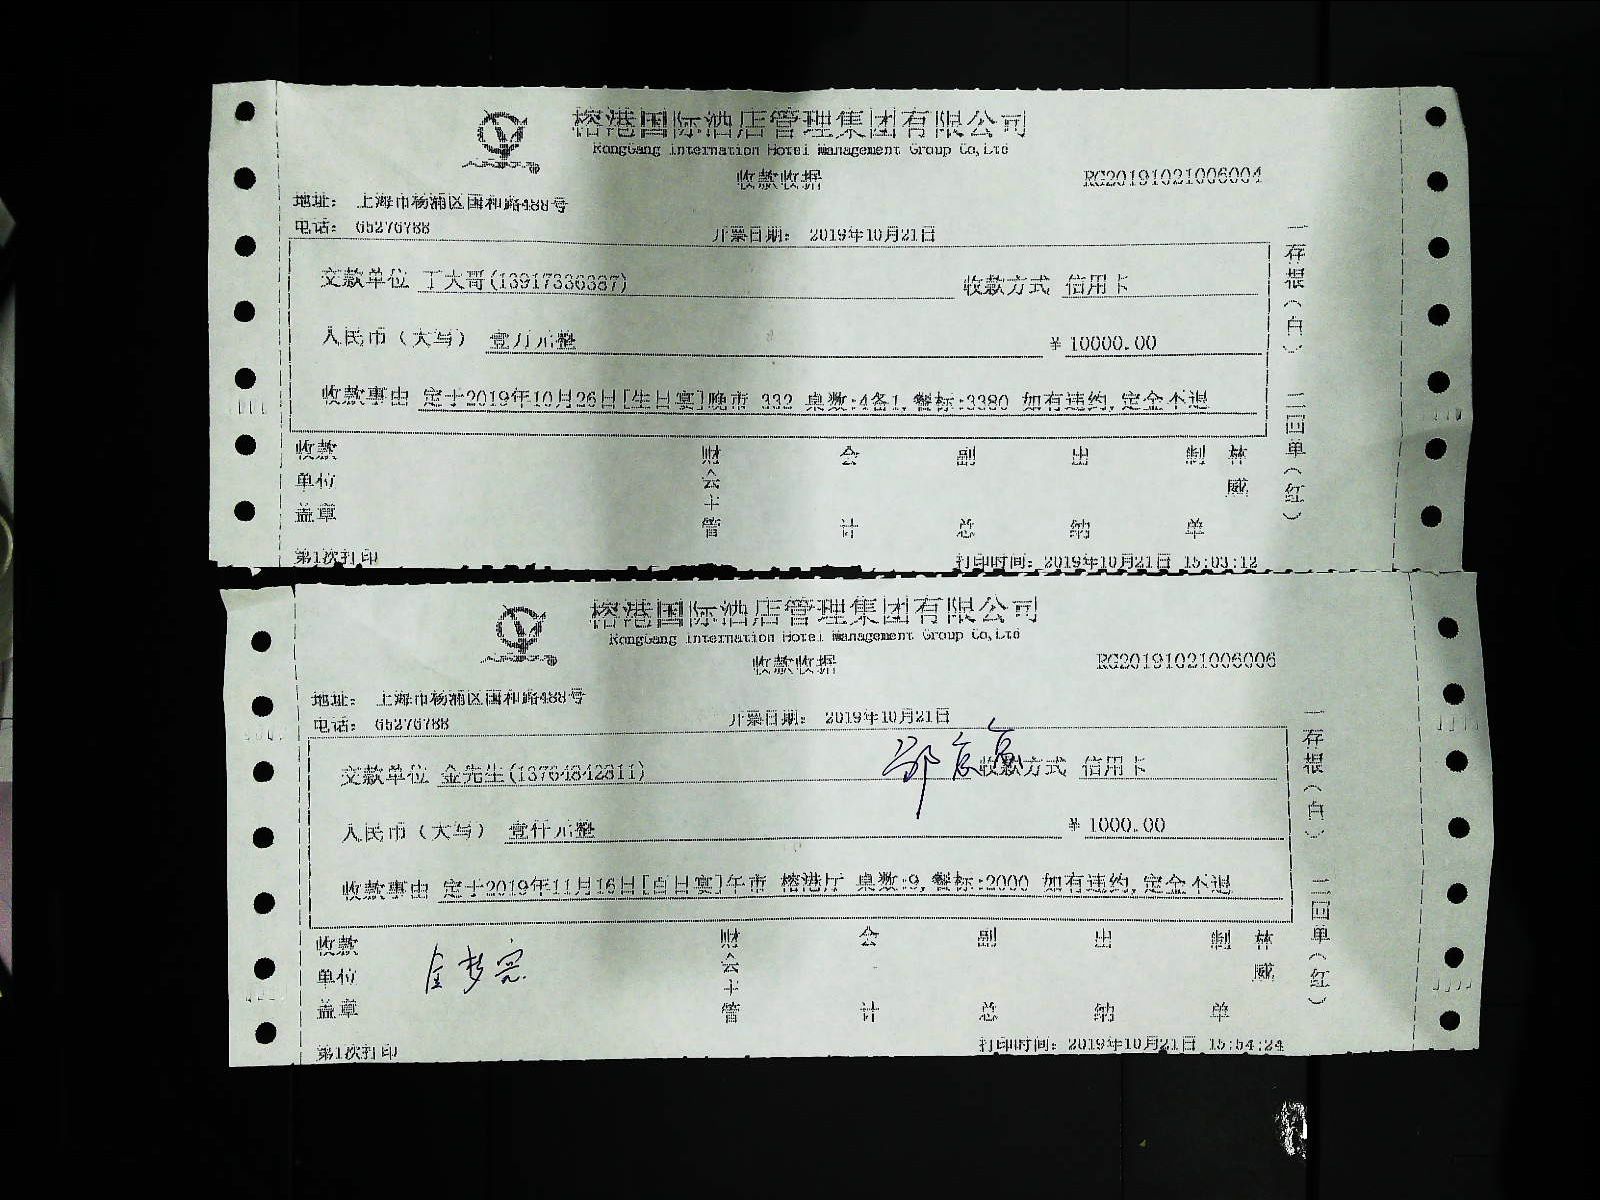 榕港国际酒店管理集团有限公司
RongGang Internation Hotel Management Group Co,Ltd
收款收据
RG20191021006004
地址： 上海市杨浦区国和路488号
电话： 65276788
开票日期： 2019年10月21日
交款单位 丁大哥(13917336387) 收款方式 信用卡
人民币（大写） 壹万元整 ￥ 10000.00
收款事由 定于2019年10月26日[生日宴]晚市 332 桌数:4备1,餐标:3380 如有违约,定金不退
一存根（白） 二回单（红）
收款单位盖章 财会主管 会计 副总 出纳 制单 林威
第1次打印
打印时间： 2019年10月21日 15:03:12
榕港国际酒店管理集团有限公司
RongGang Internation Hotel Management Group Co,Ltd
收款收据
RG20191021006006
地址： 上海市杨浦区国和路488号
电话： 65276788
开票日期： 2019年10月21日
交款单位 金先生(13764842811) 收款方式 信用卡
人民币（大写） 壹仟元整 ￥ 1000.00
收款事由 定于2019年11月16日[百日宴]午市 榕港厅 桌数:9,餐标:2000 如有违约,定金不退
一存根（白） 二回单（红）
收款单位盖章 财会主管 会计 副总 出纳 制单 林威
第1次打印
打印时间： 2019年10月21日 15:54:24